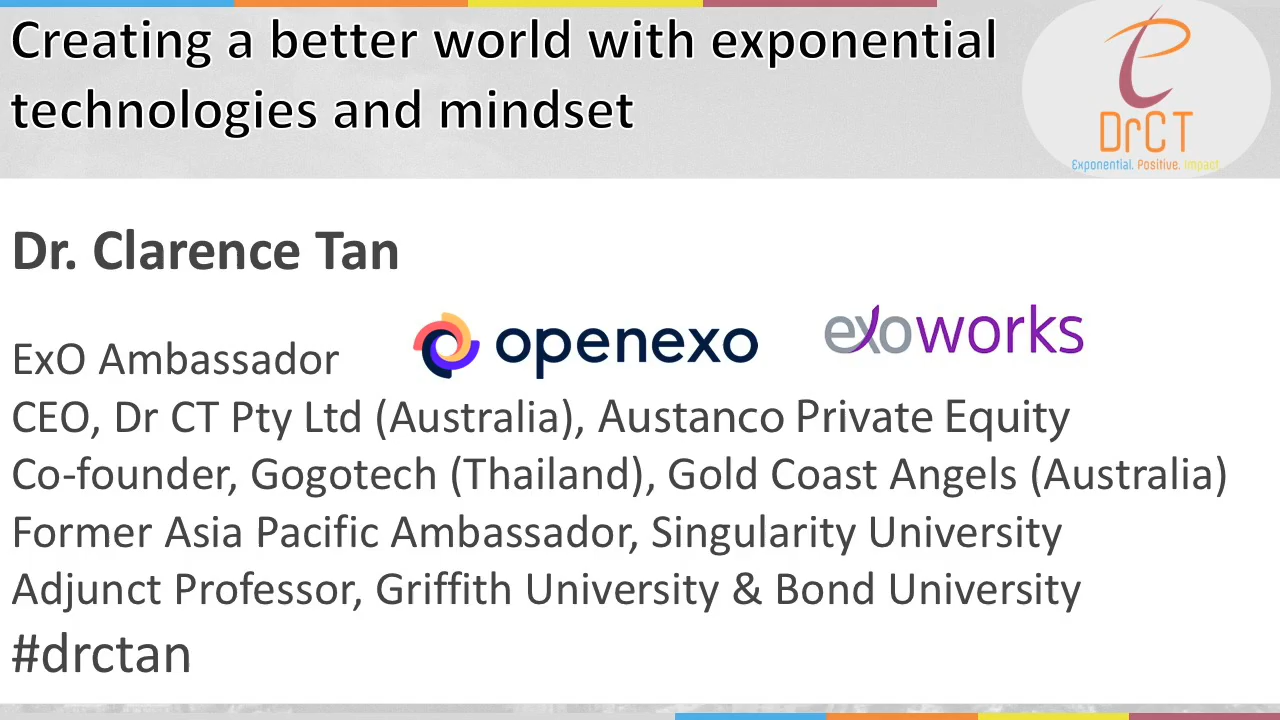 Creating a better world with exponential
technologies and mindset
DrCT
Exponential. Positive. Impact
Dr. Clarence Tan
openexo
exoworks
ExO Ambassador
CEO, Dr CT Pty Ltd (Australia), Austanco Private Equity
Co-founder, Gogotech (Thailand), Gold Coast Angels (Australia)
Former Asia Pacific Ambassador, Singularity University
Adjunct Professor, Griffith University & Bond University
#drctan